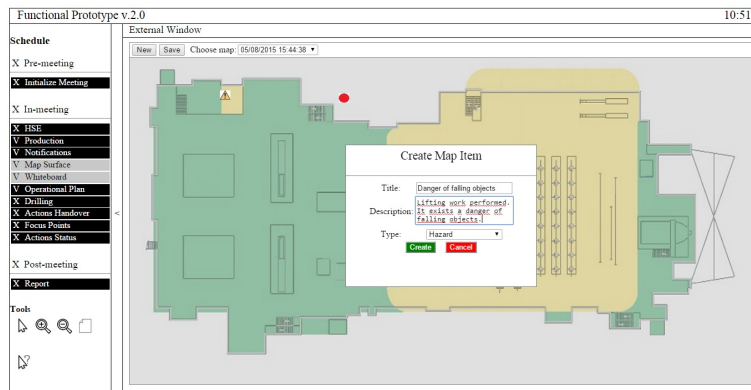 Functional Prototype v.2.0 10:51
External Window
Schedule
New Save Choose map: 05/08/2015 15:44:38
X Pre-meeting
X Initialize Meeting
X In-meeting
X HSE
V Production
V Notifications
V Map Surface
V Whiteboard
V Operational Plan
X Drilling
X Actions Handover <
X Focus Points
X Actions Status
X Post-meeting
X Report
Tools
Create Map Item
Title: Danger of falling objects
Description: Lifting work performed.
It exists a danger of
falling objects.
Type: Hazard
Create Cancel